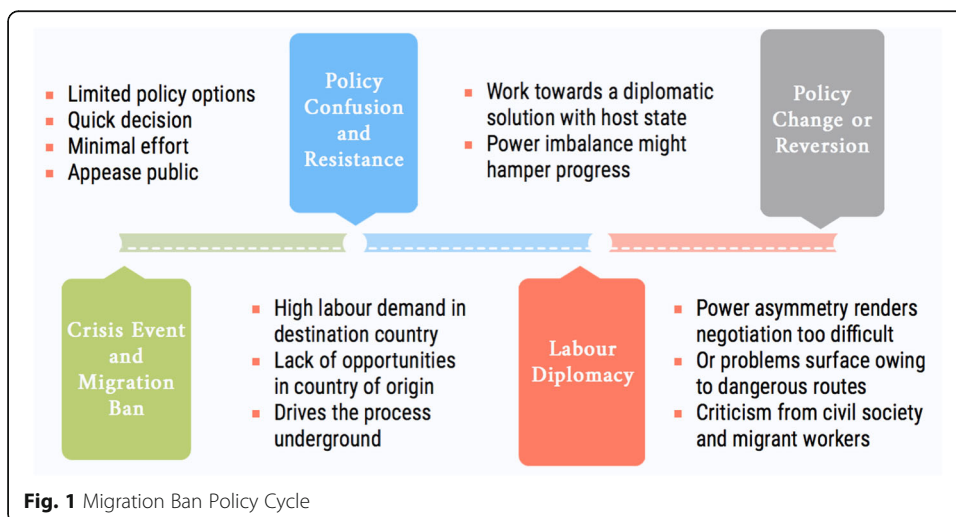 Limited policy options
Quick decision
Minimal effort
Appease public
Policy
Confusion
and
Resistance
Work towards a diplomatic
solution with host state
Power imbalance might
hamper progress
Policy
Change or
Reversion
Crisis Event
and
Migration
Ban
High labour demand in
destination country
Lack of opportunities
in country of origin
Drives the process
underground
Labour
Diplomacy
Power asymmetry renders
negotiation too difficult
Or problems surface owing
to dangerous routes
Criticism from civil society
and migrant workers
Fig. 1 Migration Ban Policy Cycle